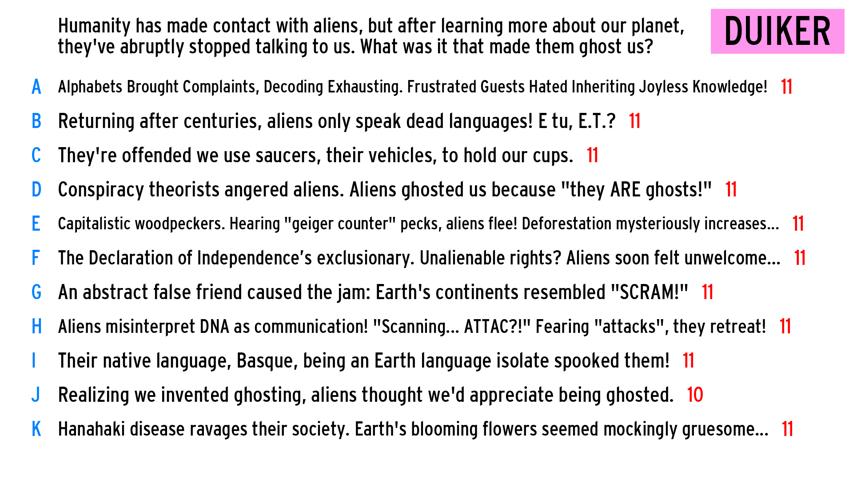 Humanity has made contact with aliens, but after learning more about our planet,
they've abruptly stopped talking to us. What was it that made them ghost us?
DUIKER
A Alphabets Brought Complaints, Decoding Exhausting. Frustrated Guests Hated Inheriting Joyless Knowledge! 11
B Returning after centuries, aliens only speak dead languages! E tu, E.T.? 11
C They're offended we use saucers, their vehicles, to hold our cups. 11
D Conspiracy theorists angered aliens. Aliens ghosted us because "they ARE ghosts!" 11
E Capitalistic woodpeckers. Hearing "geiger counter" pecks, aliens flee! Deforestation mysteriously increases... 11
F The Declaration of Independence's exclusionary. Unalienable rights? Aliens soon felt unwelcome... 11
G An abstract false friend caused the jam: Earth's continents resembled "SCRAM!" 11
H Aliens misinterpret DNA as communication! "Scanning... ATTAC?!" Fearing "attacks", they retreat! 11
I Their native language, Basque, being an Earth language isolate spooked them! 11
J Realizing we invented ghosting, aliens thought we'd appreciate being ghosted. 10
K Hanahaki disease ravages their society. Earth's blooming flowers seemed mockingly gruesome... 11